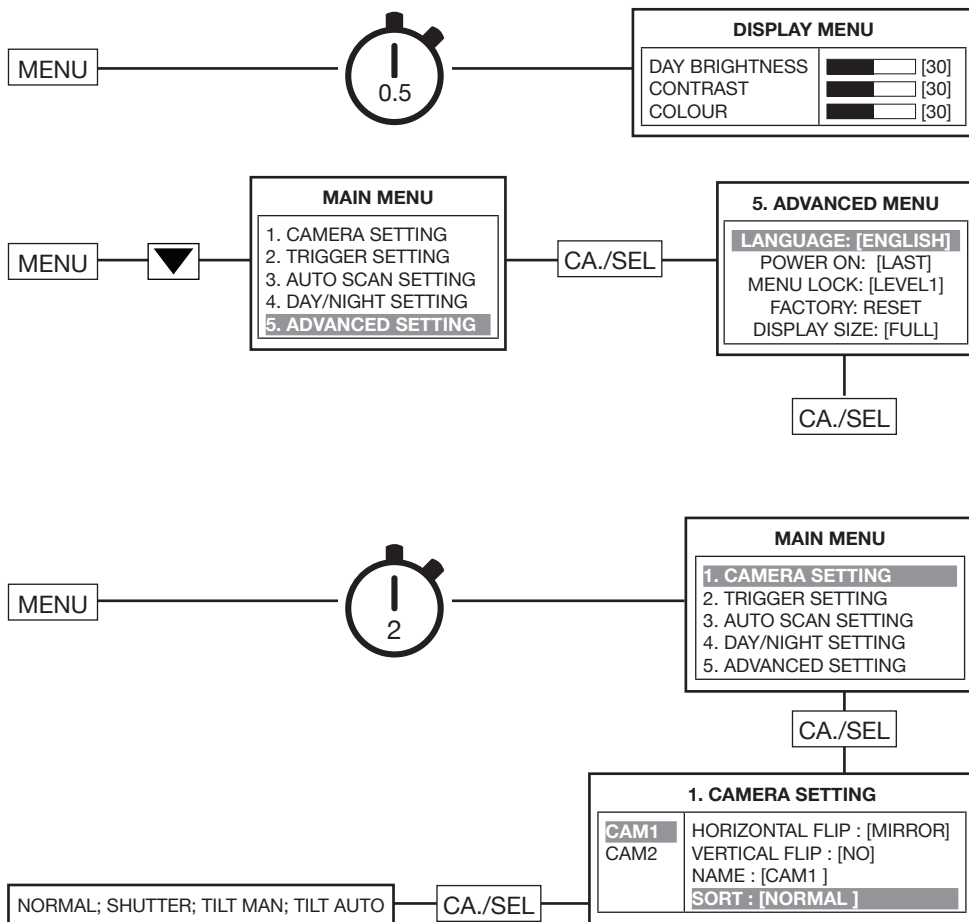 DISPLAY MENU
MENU
0.5
DAY BRIGHTNESS [30]
CONTRAST [30]
COLOUR [30]
MENU
MAIN MENU
1. CAMERA SETTING
2. TRIGGER SETTING
3. AUTO SCAN SETTING
4. DAY/NIGHT SETTING
5. ADVANCED SETTING
CA./SEL
5. ADVANCED MENU
LANGUAGE: [ENGLISH]
POWER ON: [LAST]
MENU LOCK: [LEVEL1]
FACTORY: RESET
DISPLAY SIZE: [FULL]
CA./SEL
MENU
2
MAIN MENU
1. CAMERA SETTING
2. TRIGGER SETTING
3. AUTO SCAN SETTING
4. DAY/NIGHT SETTING
5. ADVANCED SETTING
CA./SEL
1. CAMERA SETTING
CAM1
CAM2
HORIZONTAL FLIP : [MIRROR]
VERTICAL FLIP : [NO]
NAME : [CAM1 ]
SORT : [NORMAL ]
CA./SEL
NORMAL; SHUTTER; TILT MAN; TILT AUTO